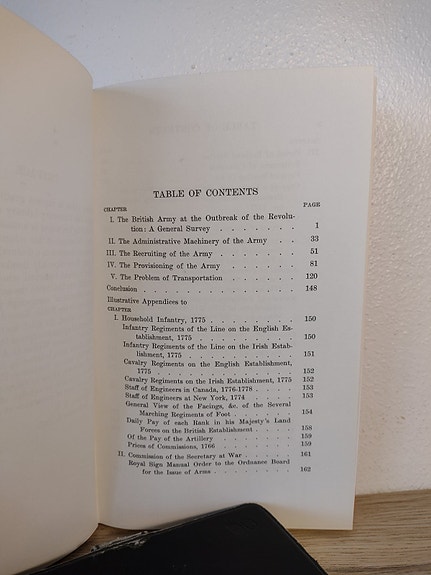 TABLE OF CONTENTS
CHAPTER PAGE
I. The British Army at the Outbreak of the Revolu-
tion: A General Survey . . . . . . . 1
II. The Administrative Machinery of the Army . . 33
III. The Recruiting of the Army . . . . . . . 51
IV. The Provisioning of the Army . . . . . . 81
V. The Problem of Transportation . . . . . . 120
Conclusion . . . . . . . . . . . . . . 148
Illustrative Appendices to
CHAPTER
I. Household Infantry, 1775 . . . . . . . . 150
Infantry Regiments of the Line on the English Es-
tablishment, 1775 . . . . . . . . . 150
Infantry Regiments of the Line on the Irish Estab-
lishment, 1775 . . . . . . . . . . 151
Cavalry Regiments on the English Establishment,
1775 . . . . . . . . . . . . . 152
Cavalry Regiments on the Irish Establishment, 1775 152
Staff of Engineers in Canada, 1776-1778 . . . 153
Staff of Engineers at New York, 1774 . . . . 153
General View of the Facings, &c. of the Several
Marching Regiments of Foot . . . . . . 154
Daily Pay of each Rank in his Majesty's Land
Forces on the British Establishment . . . . 158
Of the Pay of the Artillery . . . . . . . 159
Prices of Commissions, 1766 . . . . . . . 159
II. Commission of the Secretary at War . . . . . 161
Royal Sign Manual Order to the Ordnance Board
for the Issue of Arms . . . . . . . . 162